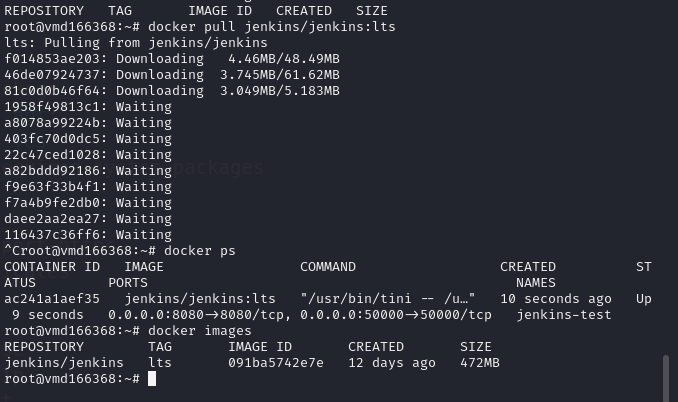 REPOSITORY   TAG       IMAGE ID   CREATED   SIZE
root@vmd166368:~# docker pull jenkins/jenkins:lts
lts: Pulling from jenkins/jenkins
f014853ae203: Downloading   4.46MB/48.49MB
46de07924737: Downloading  3.745MB/61.62MB
81c0d0b46f64: Downloading  3.049MB/5.183MB
1958f49813c1: Waiting
a8078a99224b: Waiting
403fc70d0dc5: Waiting
22c47ced1028: Waiting
a82bddd92186: Waiting
f9e63f33b4f1: Waiting
f7a4b9fe2db0: Waiting
daee2aa2ea27: Waiting
116437c36ff6: Waiting
^Croot@vmd166368:~# docker ps
CONTAINER ID   IMAGE                 COMMAND                  CREATED          ST
ATUS         PORTS                                              NAMES
ac241a1aef35   jenkins/jenkins:lts   "/usr/bin/tini -- /u…"   10 seconds ago   Up
 9 seconds   0.0.0.0:8080->8080/tcp, 0.0.0.0:50000->50000/tcp   jenkins-test
root@vmd166368:~# docker images
REPOSITORY        TAG       IMAGE ID       CREATED       SIZE
jenkins/jenkins   lts       091ba5742e7e   12 days ago   472MB
root@vmd166368:~#